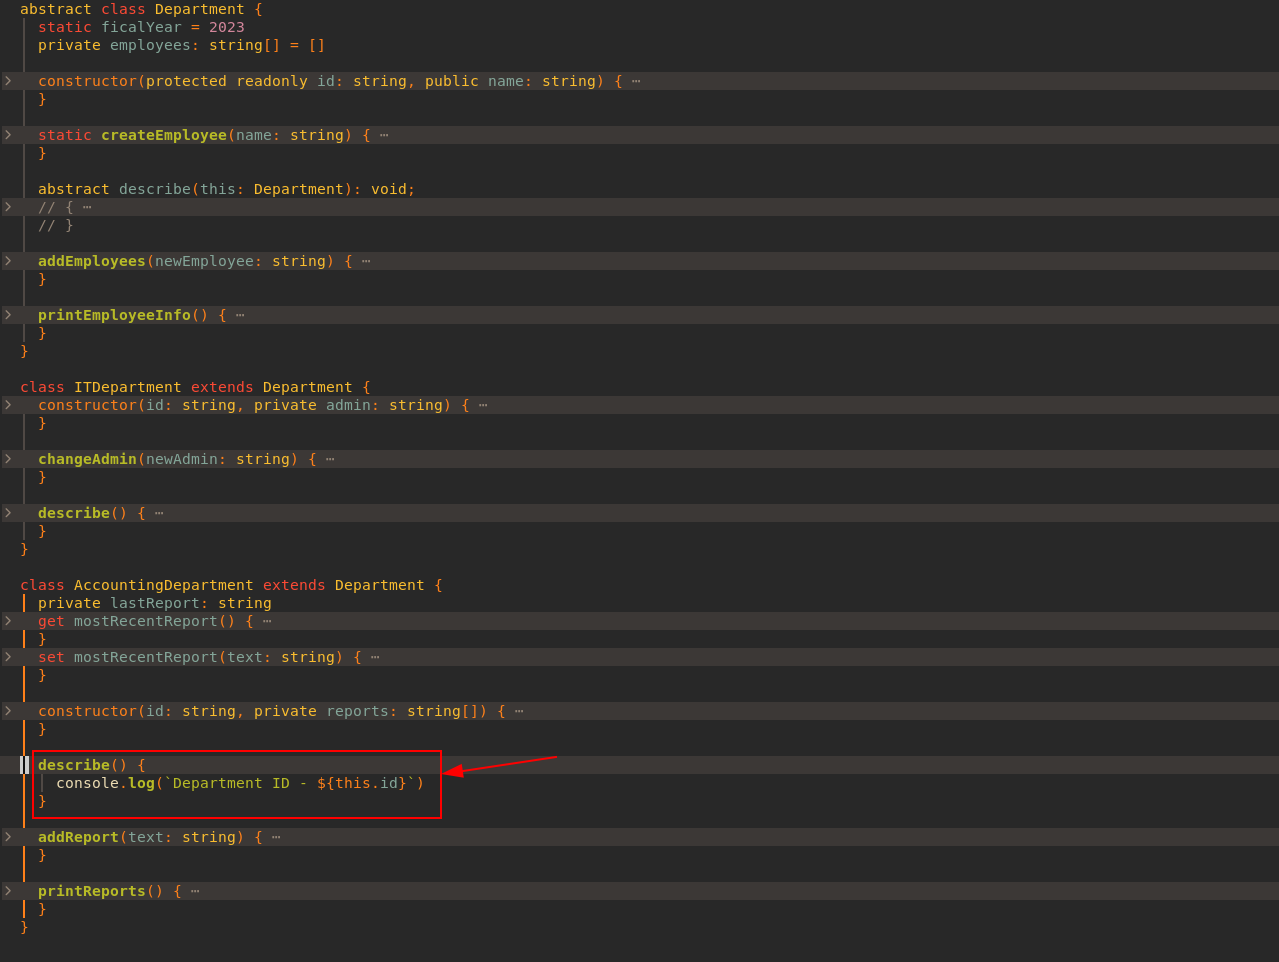 abstract class Department {
static ficalYear = 2023
private employees: string[] = []
constructor(protected readonly id: string, public name: string) { ⋯
}
static createEmployee(name: string) { ⋯
}
abstract describe(this: Department): void;
// { ⋯
// }
addEmployees(newEmployee: string) { ⋯
}
printEmployeeInfo() { ⋯
}
}
class ITDepartment extends Department {
constructor(id: string, private admin: string) { ⋯
}
changeAdmin(newAdmin: string) { ⋯
}
describe() { ⋯
}
}
class AccountingDepartment extends Department {
private lastReport: string
get mostRecentReport() { ⋯
}
set mostRecentReport(text: string) { ⋯
}
constructor(id: string, private reports: string[]) { ⋯
}
describe() {
console.log(`Department ID - ${this.id}`)
}
addReport(text: string) { ⋯
}
printReports() { ⋯
}
}